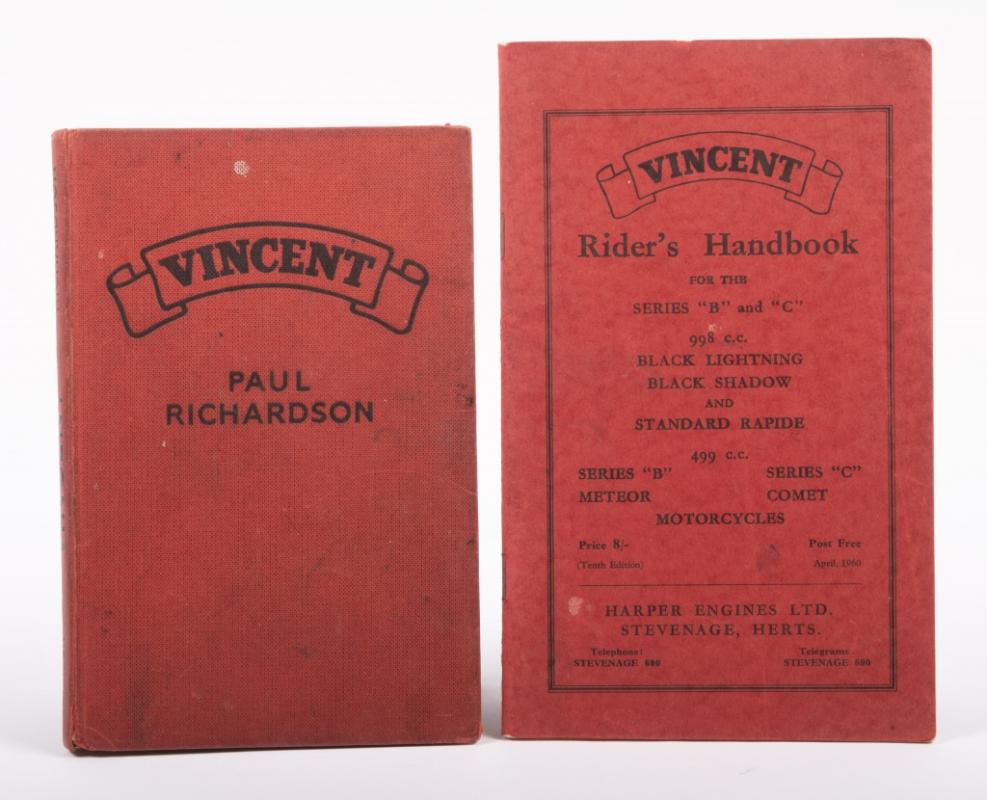 VINCENT
PAUL
RICHARDSON
VINCENT
Rider's Handbook
FOR THE
SERIES "B" and "C"
998 c.c.
BLACK LIGHTNING
BLACK SHADOW
AND
STANDARD RAPIDE
499 c.c.
SERIES "B" SERIES "C"
METEOR COMET
MOTORCYCLES
Price 8/- Post Free
(Tenth Edition) April, 1960
HARPER ENGINES LTD.
STEVENAGE, HERTS.
Telephone: Telegrams:
STEVENAGE 690 STEVENAGE 690